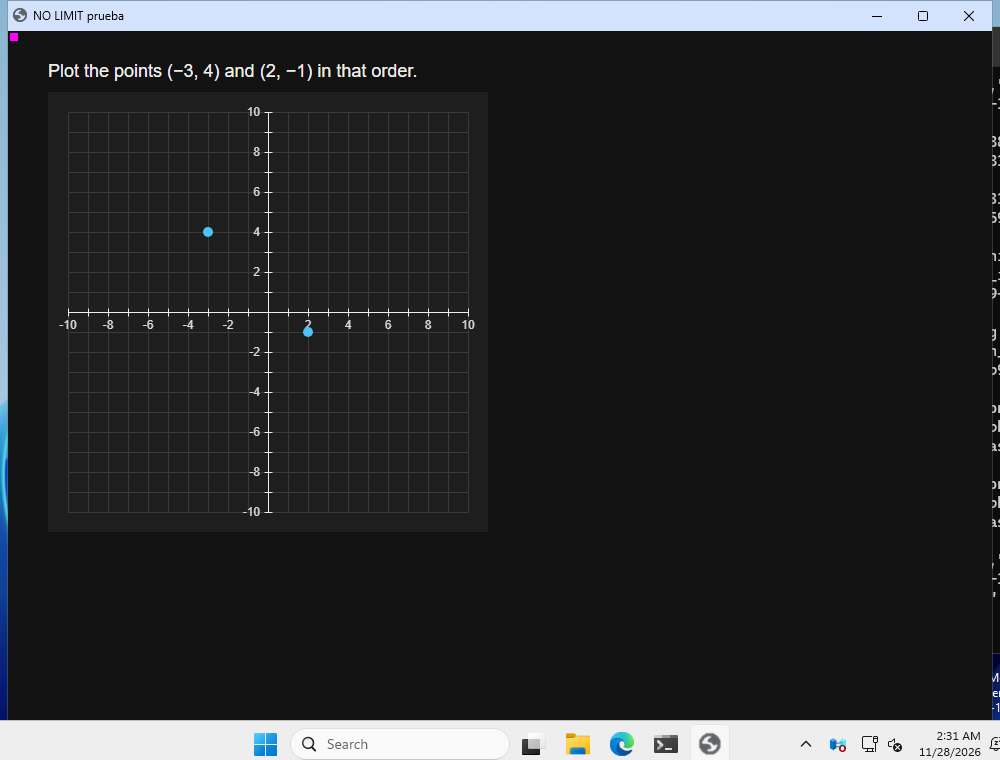 NO LIMIT prueba
Plot the points (−3, 4) and (2, −1) in that order.
10
8
6
4
2
-10 -8 -6 -4 -2 2 4 6 8 10
-2
-4
-6
-8
-10
Search
2:31 AM
11/28/2026